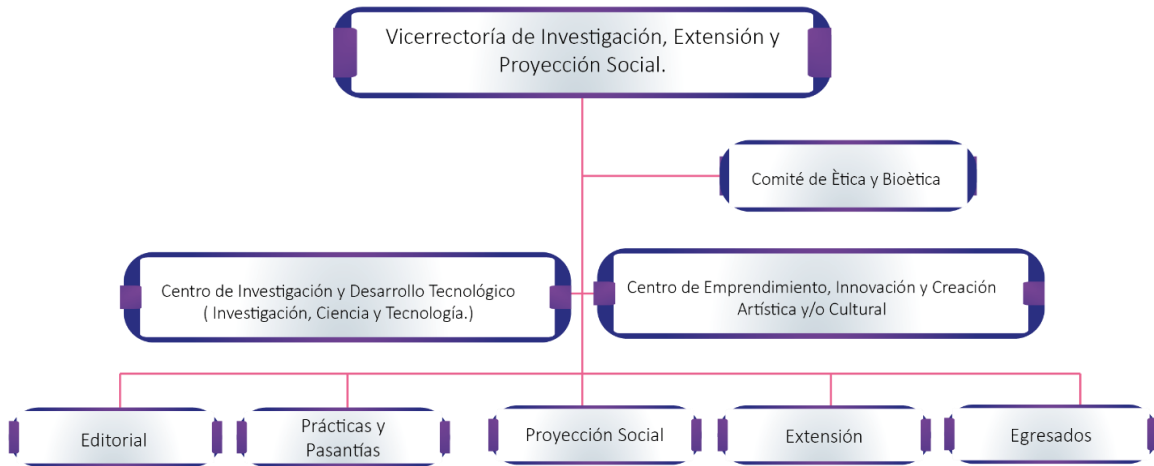 Vicerrectoría de Investigación, Extensión y
Proyección Social.
Comité de Ètica y Bioètica
Centro de Investigación y Desarrollo Tecnológico
( Investigación, Ciencia y Tecnología.)
Centro de Emprendimiento, Innovación y Creación
Artística y/o Cultural
Editorial
Prácticas y
Pasantías
Proyección Social
Extensión
Egresados